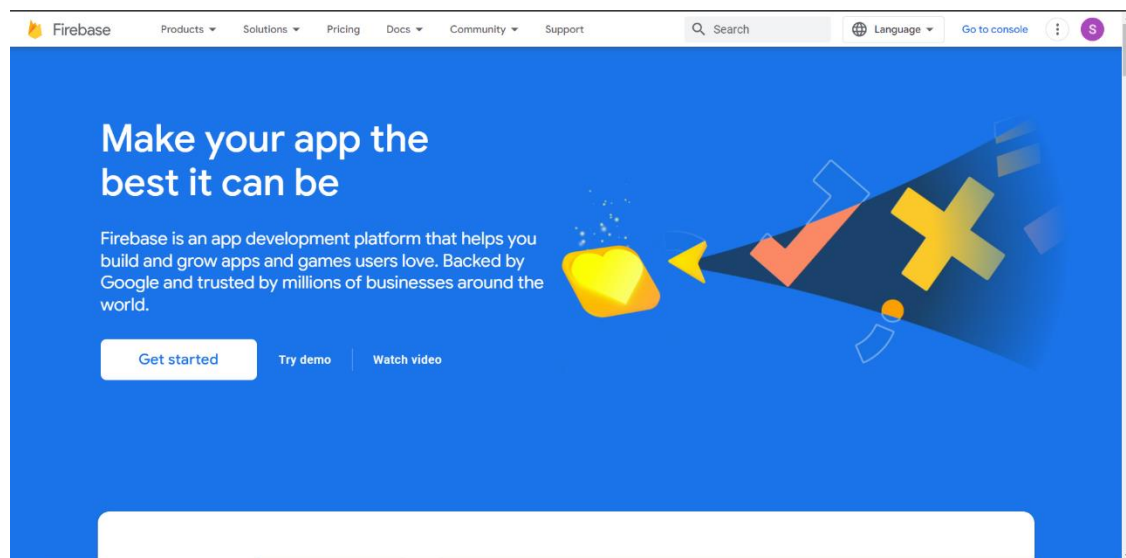 Firebase Products Solutions Pricing Docs Community Support Search Language Go to console S
Make your app the
best it can be
Firebase is an app development platform that helps you
build and grow apps and games users love. Backed by
Google and trusted by millions of businesses around the
world.
Get started Try demo Watch video